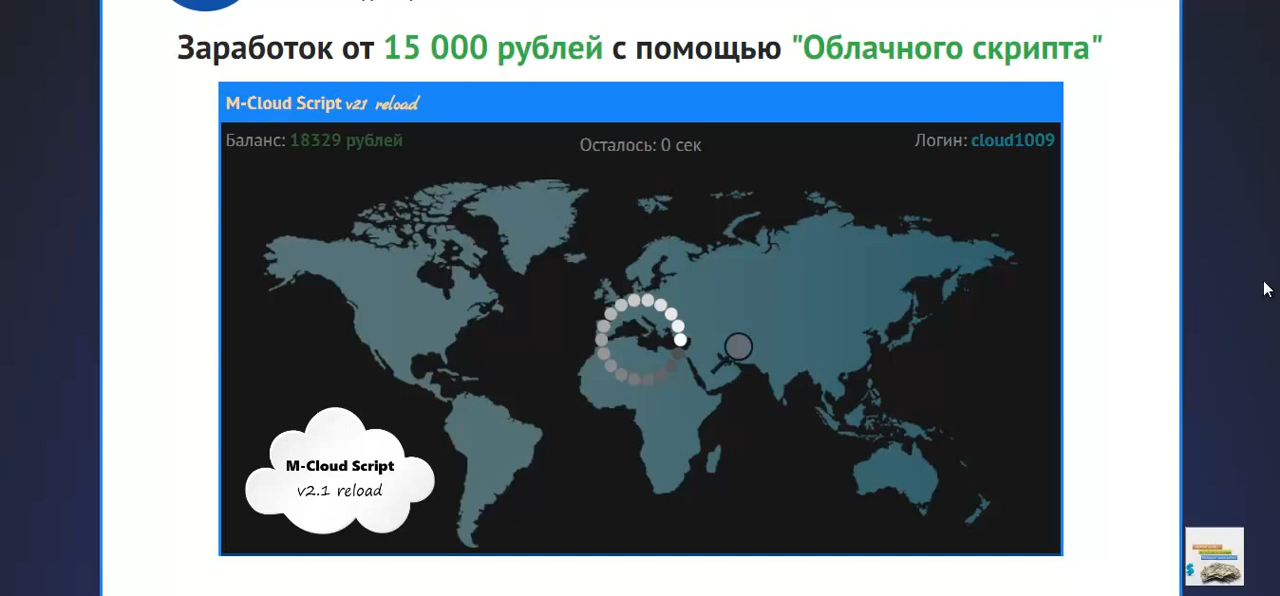 Заработок от 15 000 рублей с помощью "Облачного скрипта"
M-Cloud Script v2.1 reload
Баланс: 18329 рублей
Осталось: 0 сек
Логин: cloud1009
M-Cloud Script
v2.1 reload